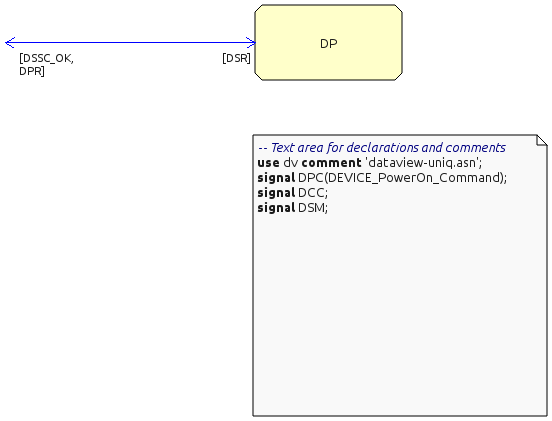 DP
[DSSC_OK,
DPR]
[DSR]
-- Text area for declarations and comments
use dv comment 'dataview-uniq.asn';
signal DPC(DEVICE_PowerOn_Command);
signal DCC;
signal DSM;